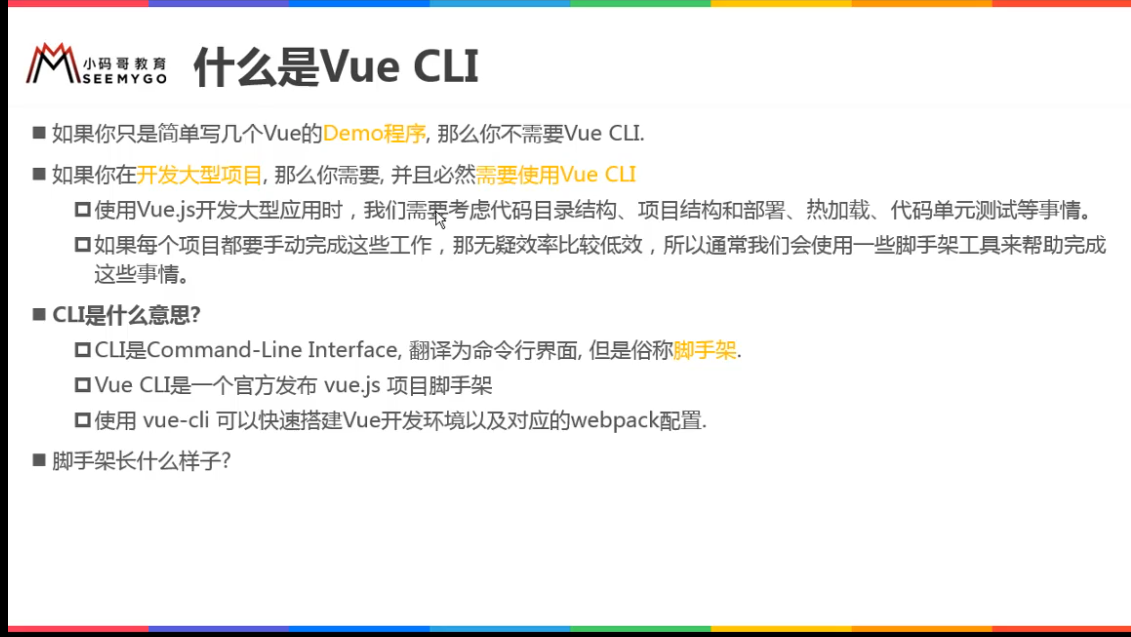 小码哥教育
SEEMYGO
什么是Vue CLI
如果你只是简单写几个Vue的Demo程序, 那么你不需要Vue CLI.
如果你在开发大型项目, 那么你需要, 并且必然需要使用Vue CLI
使用Vue.js开发大型应用时，我们需要考虑代码目录结构、项目结构和部署、热加载、代码单元测试等事情。
如果每个项目都要手动完成这些工作，那无疑效率比较低效，所以通常我们会使用一些脚手架工具来帮助完成
这些事情。
CLI是什么意思?
CLI是Command-Line Interface, 翻译为命令行界面, 但是俗称脚手架.
Vue CLI是一个官方发布 vue.js 项目脚手架
使用 vue-cli 可以快速搭建Vue开发环境以及对应的webpack配置.
脚手架长什么样子?